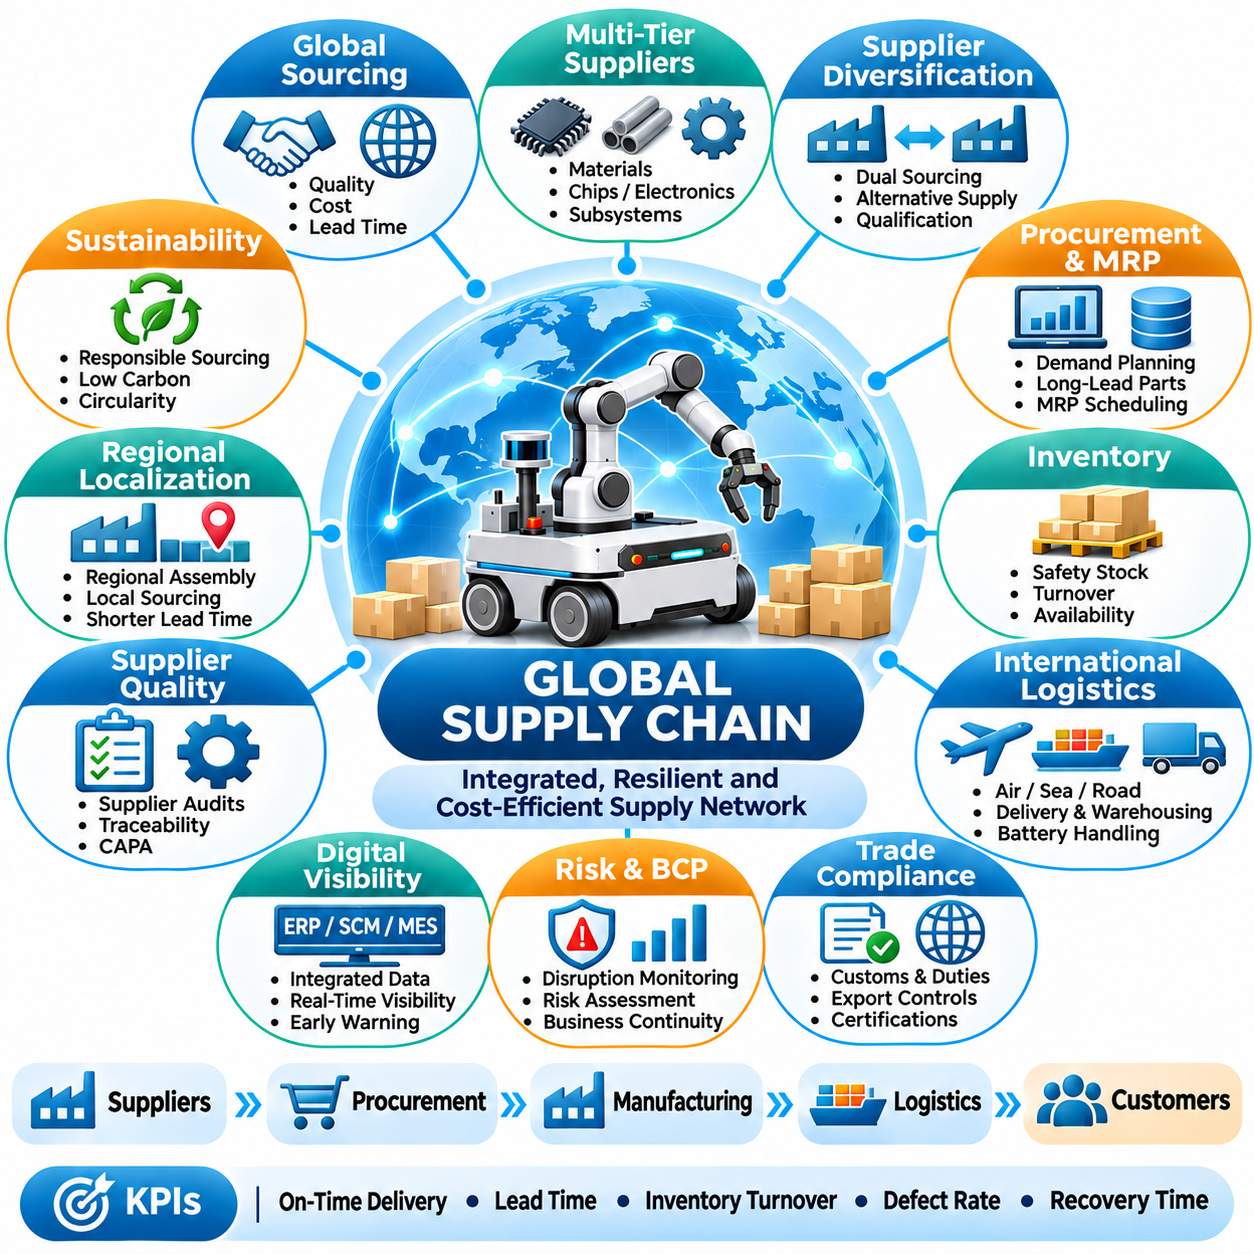 Global
Sourcing
• Quality
• Cost
• Lead Time
Multi-Tier
Suppliers
• Materials
• Chips / Electronics
• Subsystems
Supplier
Diversification
• Dual Sourcing
• Alternative Supply
• Qualification
Sustainability
• Responsible Sourcing
• Low Carbon
• Circularity
Procurement
& MRP
• Demand Planning
• Long-Lead Parts
• MRP Scheduling
Regional
Localization
• Regional Assembly
• Local Sourcing
• Shorter Lead Time
Inventory
• Safety Stock
• Turnover
• Availability
Supplier
Quality
• Supplier Audits
• Traceability
• CAPA
GLOBAL
SUPPLY CHAIN
Integrated, Resilient and
Cost-Efficient Supply Network
International
Logistics
• Air / Sea / Road
• Delivery & Warehousing
• Battery Handling
Digital
Visibility
ERP / SCM / MES
• Integrated Data
• Real-Time Visibility
• Early Warning
Risk & BCP
• Disruption Monitoring
• Risk Assessment
• Business Continuity
Trade
Compliance
• Customs & Duties
• Export Controls
• Certifications
Suppliers
Procurement
Manufacturing
Logistics
Customers
KPIs
On-Time Delivery • Lead Time • Inventory Turnover • Defect Rate • Recovery Time